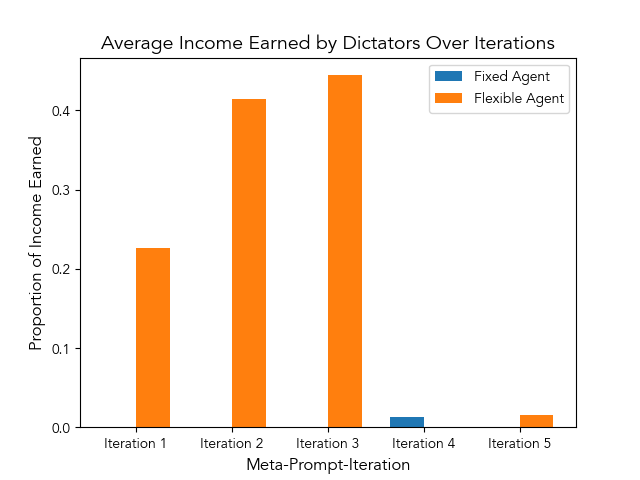 Average Income Earned by Dictators Over Iterations
Fixed Agent
Flexible Agent
Proportion of Income Earned
0.4
0.3
0.2
0.1
0.0
Iteration 1 Iteration 2 Iteration 3 Iteration 4 Iteration 5
Meta-Prompt-Iteration